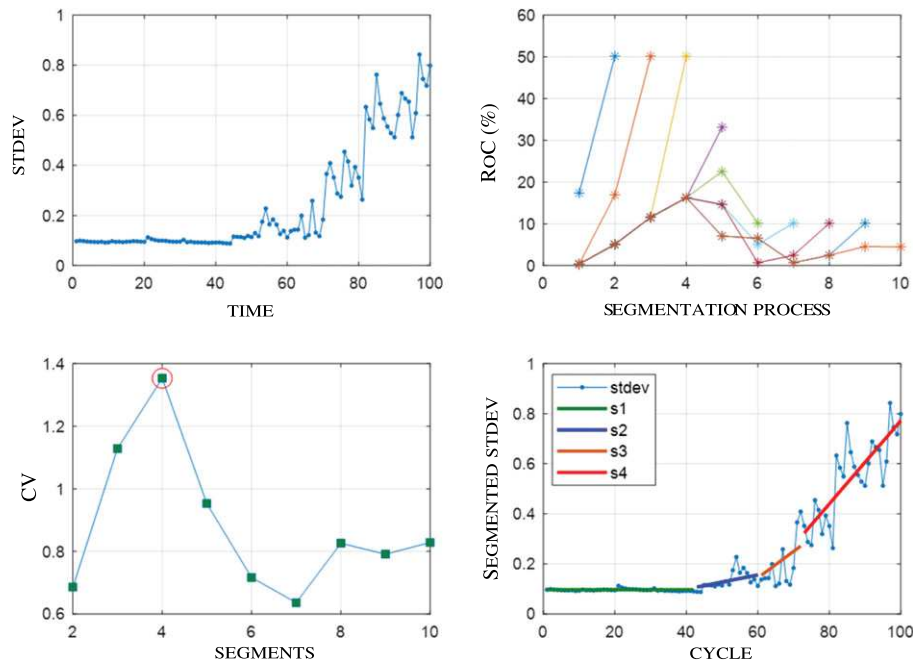 1
0.8
0.6
0.4
0.2
0
STDEV
0 20 40 60 80 100
TIME
60
50
40
30
20
10
0
RoC (%)
0 2 4 6 8 10
SEGMENTATION PROCESS
1.4
1.2
1
0.8
0.6
CV
2 4 6 8 10
SEGMENTS
1
0.8
0.6
0.4
0.2
0
SEGMENTED STDEV
stdev
s1
s2
s3
s4
0 20 40 60 80 100
CYCLE